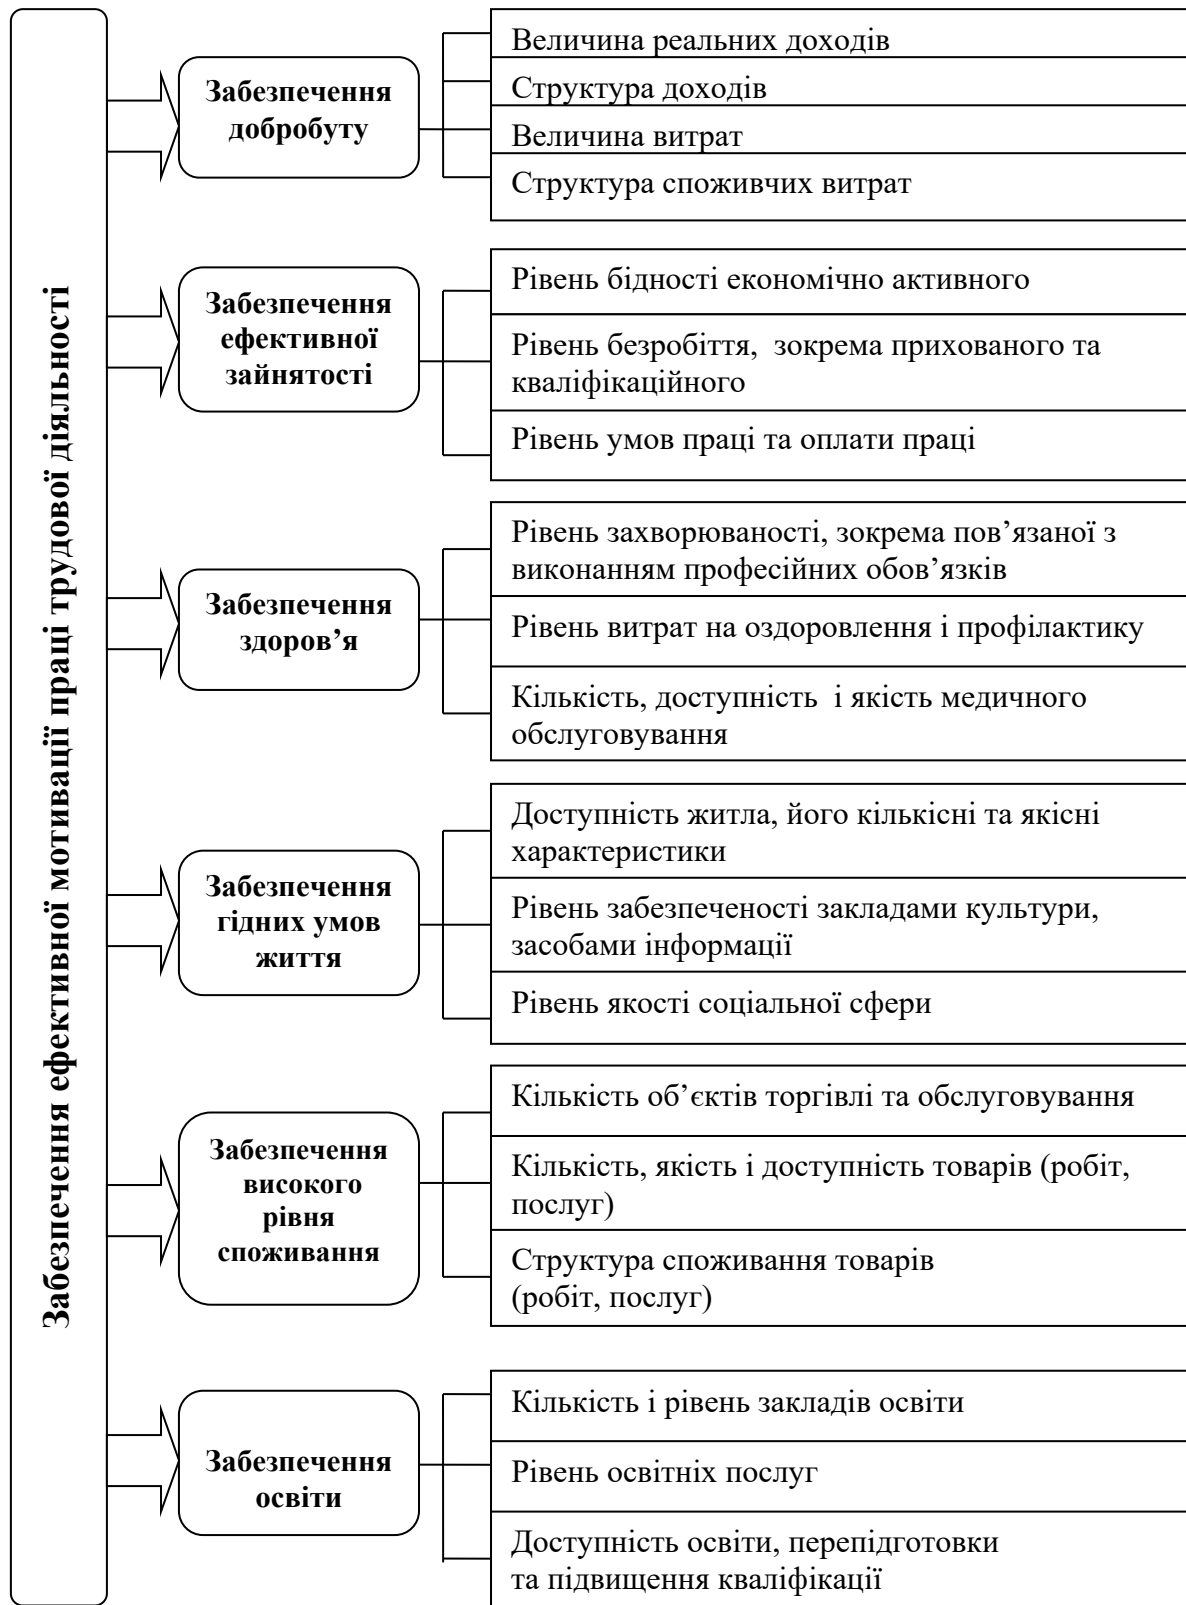 Забезпечення ефективної мотивації праці трудової діяльності
Забезпечення
добробуту
Величина реальних доходів
Структура доходів
Величина витрат
Структура споживчих витрат
Забезпечення
ефективної
зайнятості
Рівень бідності економічно активного
Рівень безробіття, зокрема прихованого та
кваліфікаційного
Рівень умов праці та оплати праці
Забезпечення
здоров’я
Рівень захворюваності, зокрема пов’язаної з
виконанням професійних обов’язків
Рівень витрат на оздоровлення і профілактику
Кількість, доступність і якість медичного
обслуговування
Забезпечення
гідних умов
життя
Доступність житла, його кількісні та якісні
характеристики
Рівень забезпеченості закладами культури,
засобами інформації
Рівень якості соціальної сфери
Забезпечення
високого
рівня
споживання
Кількість об’єктів торгівлі та обслуговування
Кількість, якість і доступність товарів (робіт,
послуг)
Структура споживання товарів
(робіт, послуг)
Забезпечення
освіти
Кількість і рівень закладів освіти
Рівень освітніх послуг
Доступність освіти, перепідготовки
та підвищення кваліфікації